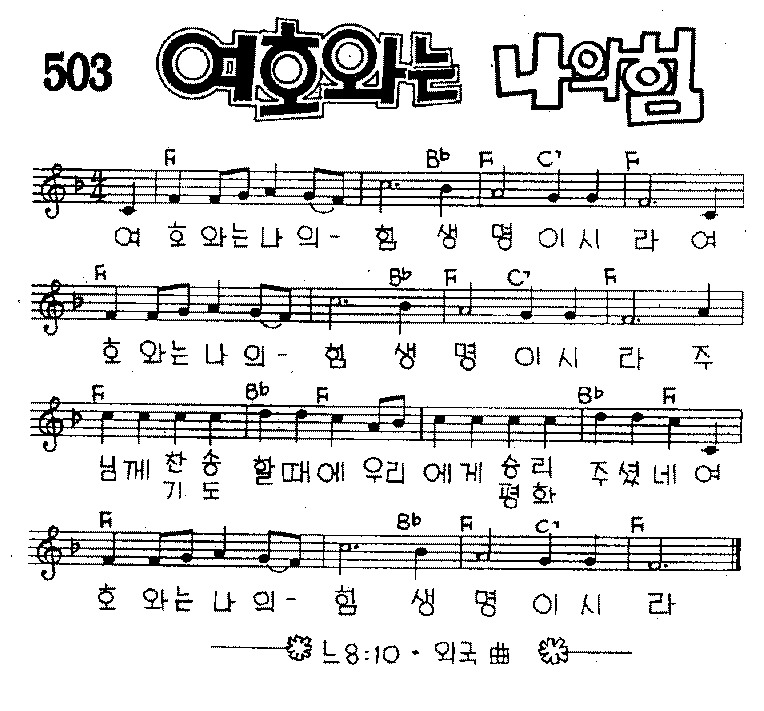 503 여호와는 나의힘
F B♭ F C7 F
4
4
여 호 와는 나 의 - 힘 생 명 이 시 라 여
F B♭ F C7 F
호 와는 나 의 - 힘 생 명 이 시 라 주
F B♭ F B♭ F
님께 찬송 할때에 우리 에게 승리 주셨네 여
기도 평화
F B♭ F C7 F
호 와는 나 의 - 힘 생 명 이 시 라
느8:10 · 외국 曲